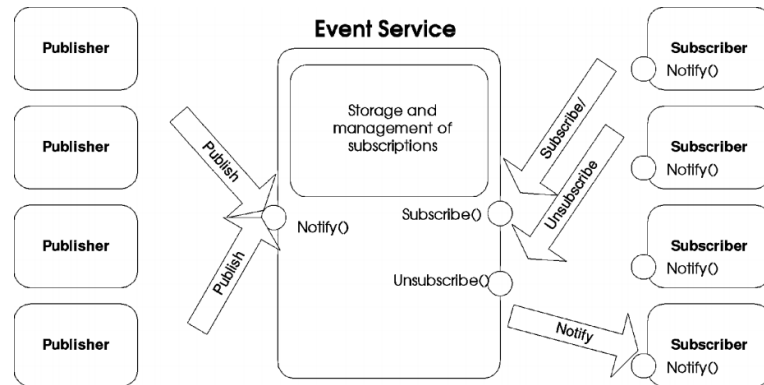 Event Service
Publisher
Publisher
Publisher
Publisher
Publish
Publish
Storage and
management of
subscriptions
Notify()
Subscribe()
Unsubscribe()
Subscribe/
Unsubscribe
Notify
Subscriber
Notify()
Subscriber
Notify()
Subscriber
Notify()
Subscriber
Notify()